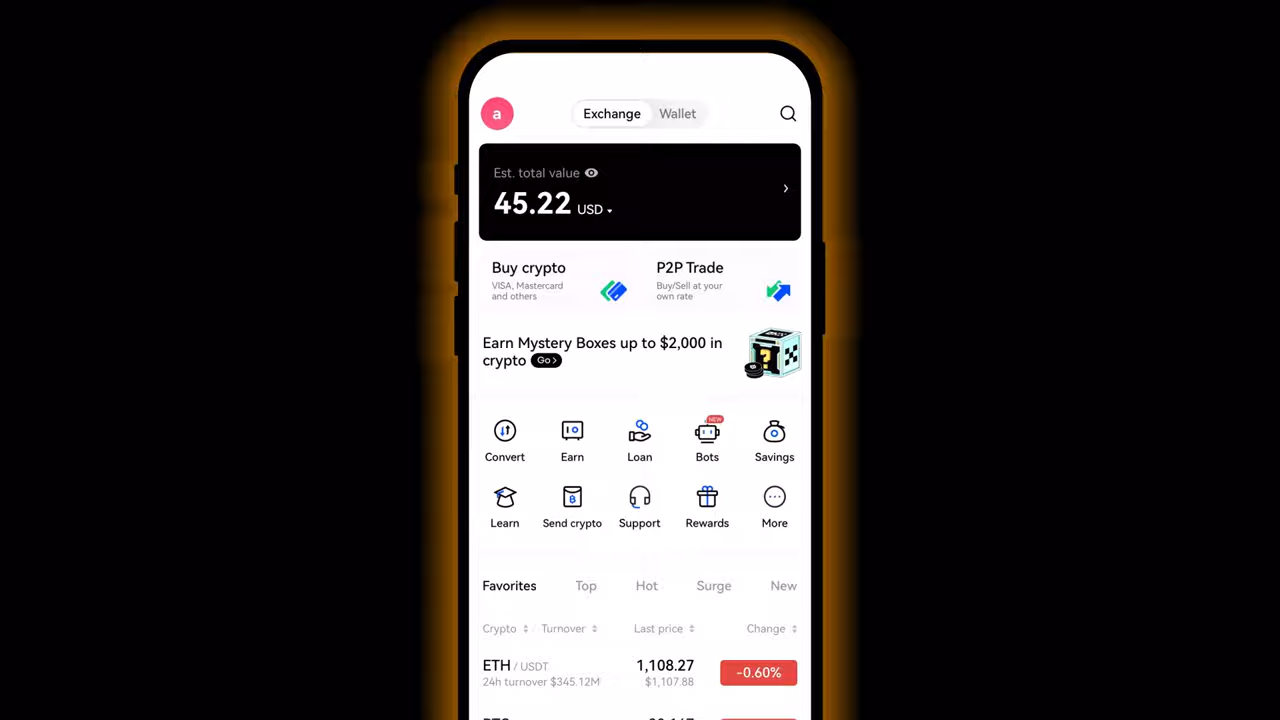 a
Exchange
Wallet
Est. total value
45.22 USD
Buy crypto
VISA, Mastercard
and others
P2P Trade
Buy/Sell at your
own rate
Earn Mystery Boxes up to $2,000 in
crypto Go >
NEW
Convert
Earn
Loan
Bots
Savings
Learn
Send crypto
Support
Rewards
More
Favorites
Top
Hot
Surge
New
Crypto / Turnover
Last price
Change
ETH / USDT
24h turnover $345.12M
1,108.27
$1,107.88
-0.60%